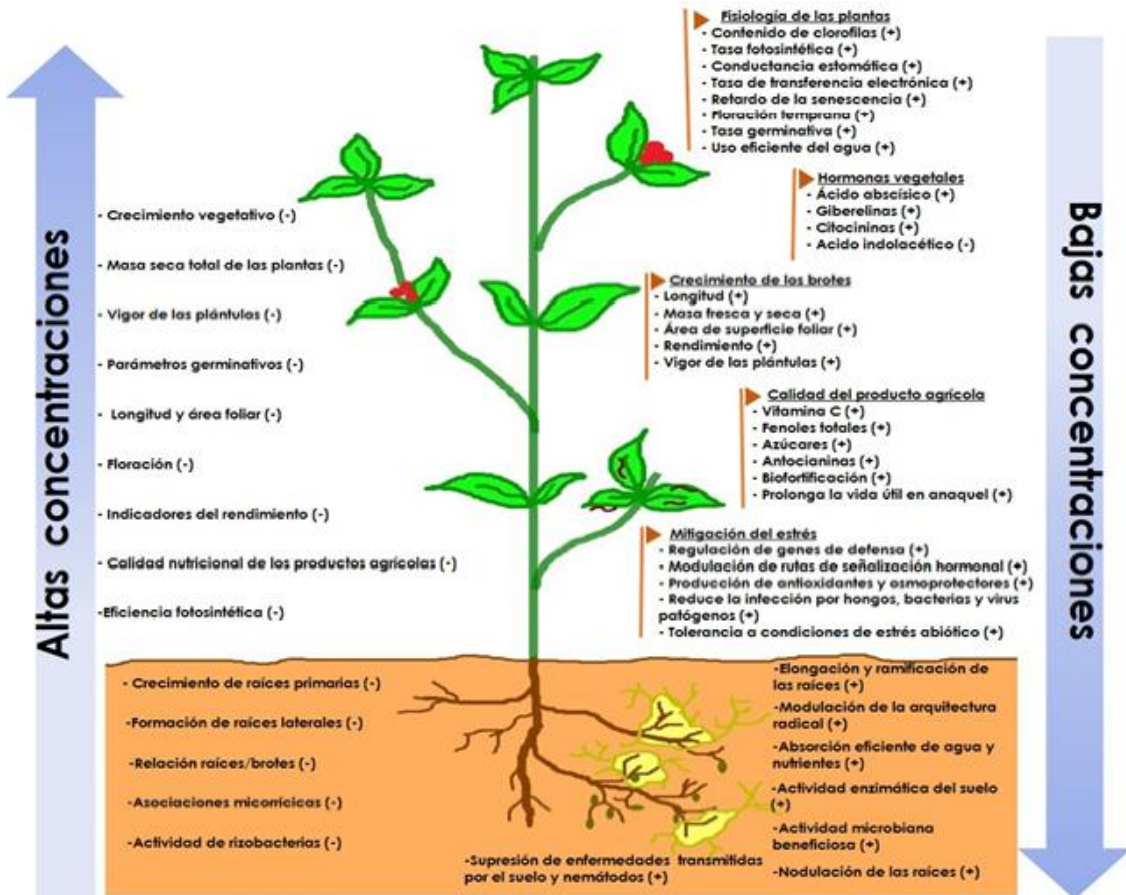 Altas concentraciones
- Crecimiento vegetativo (-)
- Masa seca total de las plantas (-)
- Vigor de las plántulas (-)
- Parámetros germinativos (-)
- Longitud y área foliar (-)
- Floración (-)
- Indicadores del rendimiento (-)
- Calidad nutricional de los productos agrícolas (-)
-Eficiencia fotosintética (-)
- Crecimiento de raíces primarias (-)
-Formación de raíces laterales (-)
-Relación raíces/brotes (-)
-Asociaciones micorrícicas (-)
-Actividad de rizobacterias (-)
Fisiología de las plantas
- Contenido de clorofilas (+)
- Tasa fotosintética (+)
- Conductancia estomática (+)
- Tasa de transferencia electrónica (+)
- Retardo de la senescencia (+)
- Floración temprana (+)
- Tasa germinativa (+)
- Uso eficiente del agua (+)
Hormonas vegetales
- Ácido abscísico (+)
- Giberelinas (+)
- Citocininas (+)
- Acido indolacético (-)
Crecimiento de los brotes
- Longitud (+)
- Masa fresca y seca (+)
- Área de superficie foliar (+)
- Rendimiento (+)
- Vigor de las plántulas (+)
Calidad del producto agrícola
- Vitamina C (+)
- Fenoles totales (+)
- Azúcares (+)
- Antocianinas (+)
- Biofortificación (+)
- Prolonga la vida útil en anaquel (+)
Mitigación del estrés
- Regulación de genes de defensa (+)
- Modulación de rutas de señalización hormonal (+)
- Producción de antioxidantes y osmoprotectores (+)
- Reduce la infección por hongos, bacterias y virus
patógenos (+)
- Tolerancia a condiciones de estrés abiótico (+)
-Elongación y ramificación de
las raíces (+)
-Modulación de la arquitectura
radical (+)
-Absorción eficiente de agua y
nutrientes (+)
-Actividad enzimática del suelo
(+)
-Actividad microbiana
beneficiosa (+)
-Nodulación de las raíces (+)
-Supresión de enfermedades transmitidas
por el suelo y nemátodos (+)
Bajas concentraciones